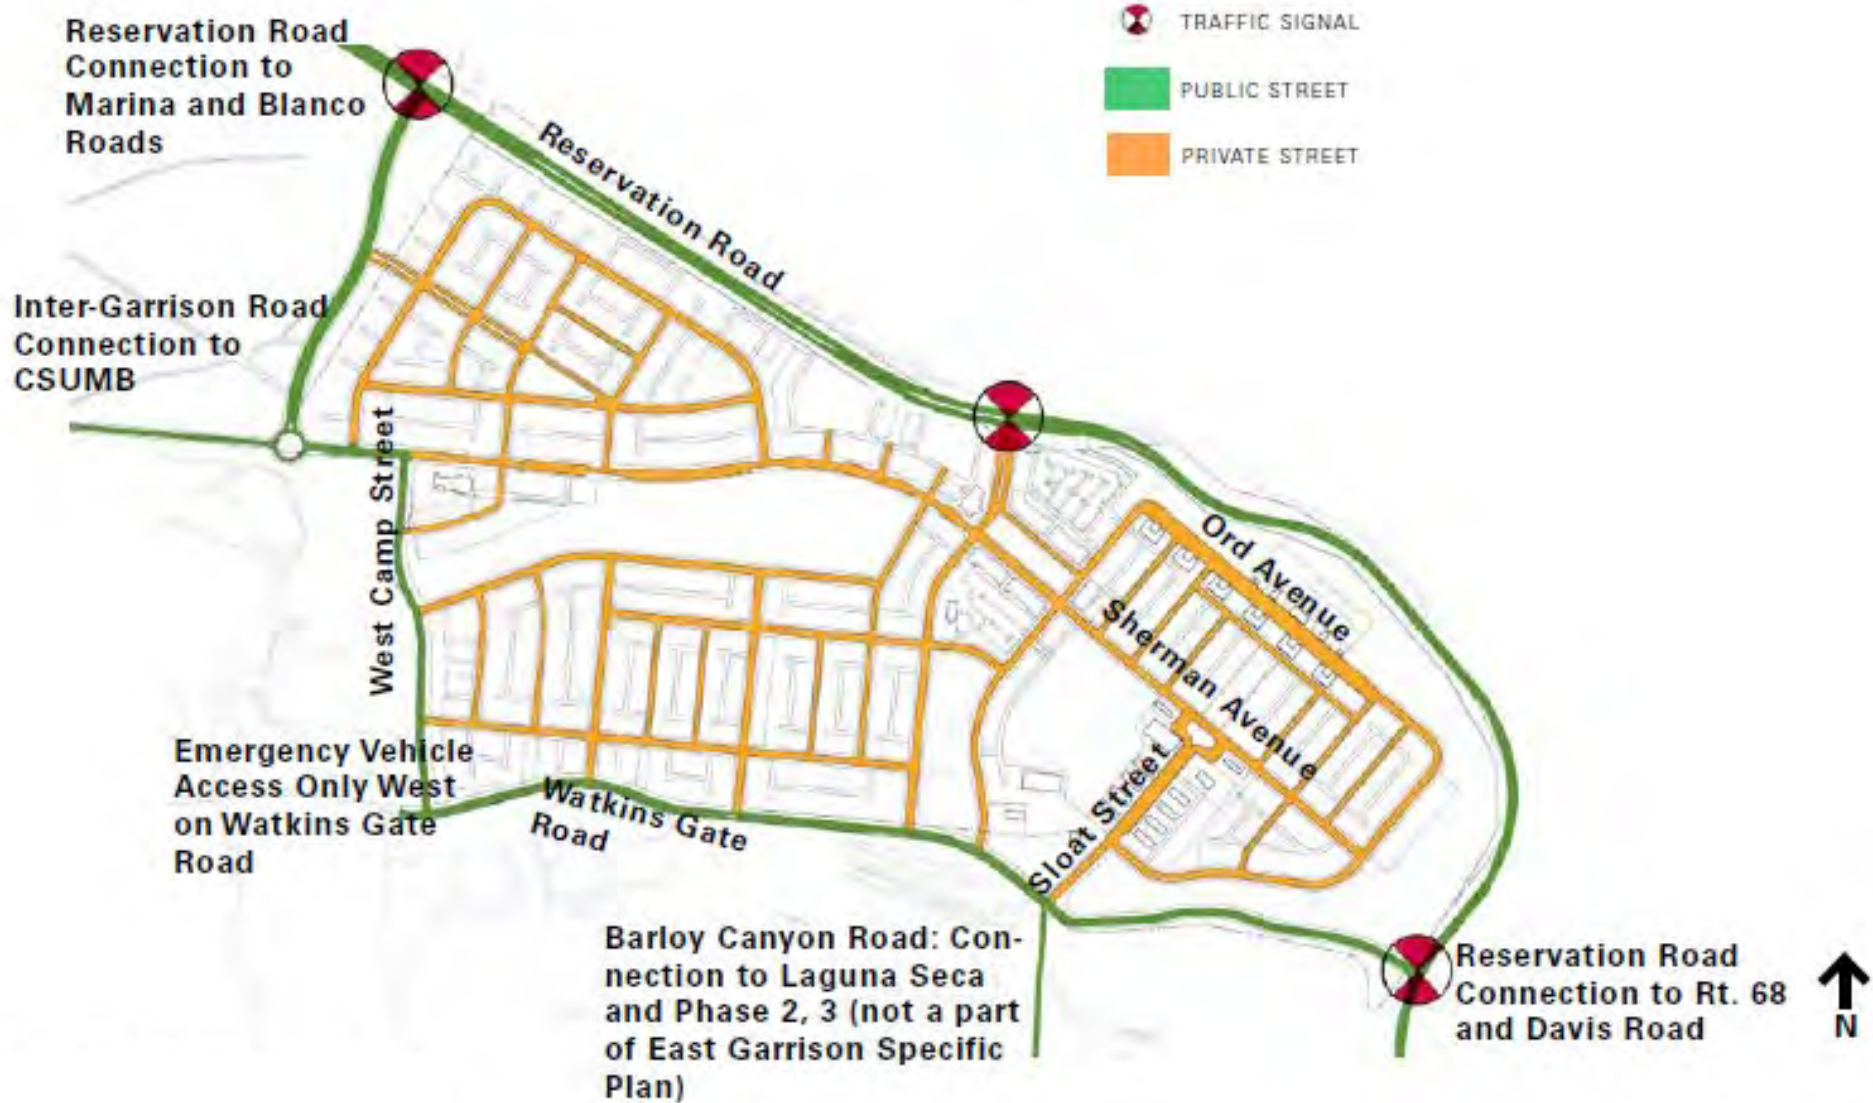 Reservation Road
Connection to
Marina and Blanco
Roads
TRAFFIC SIGNAL
PUBLIC STREET
PRIVATE STREET
Reservation Road
Inter-Garrison Road
Connection to
CSUMB
West Camp Street
Ord Avenue
Sherman Avenue
Emergency Vehicle
Access Only West
on Watkins Gate
Road
Watkins Gate
Road
Sloat Street
Barloy Canyon Road: Con-
nection to Laguna Seca
and Phase 2, 3 (not a part
of East Garrison Specific
Plan)
Reservation Road
Connection to Rt. 68
and Davis Road
N